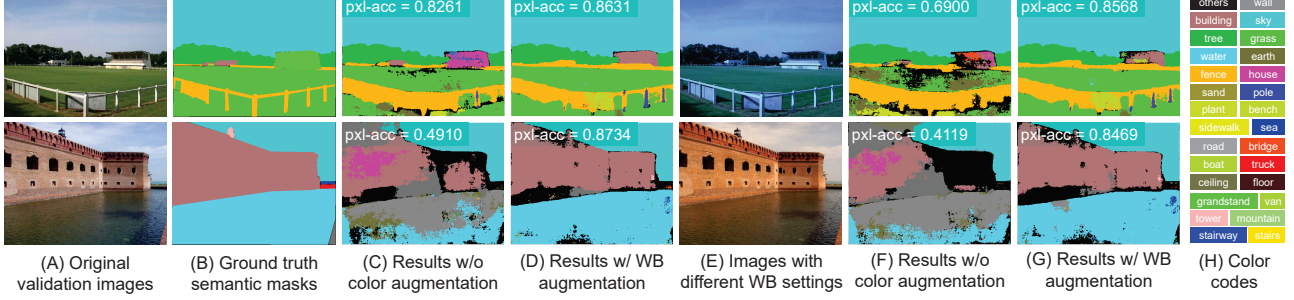 pxl-acc = 0.8261
pxl-acc = 0.8631
pxl-acc = 0.6900
pxl-acc = 0.8568
pxl-acc = 0.4910
pxl-acc = 0.8734
pxl-acc = 0.4119
pxl-acc = 0.8469
others wall
building sky
tree grass
water earth
fence house
sand pole
plant bench
sidewalk sea
road bridge
boat truck
ceiling floor
grandstand van
tower mountain
stairway stairs
(A) Original
validation images
(B) Ground truth
semantic masks
(C) Results w/o
color augmentation
(D) Results w/ WB
augmentation
(E) Images with
different WB settings
(F) Results w/o
color augmentation
(G) Results w/ WB
augmentation
(H) Color
codes